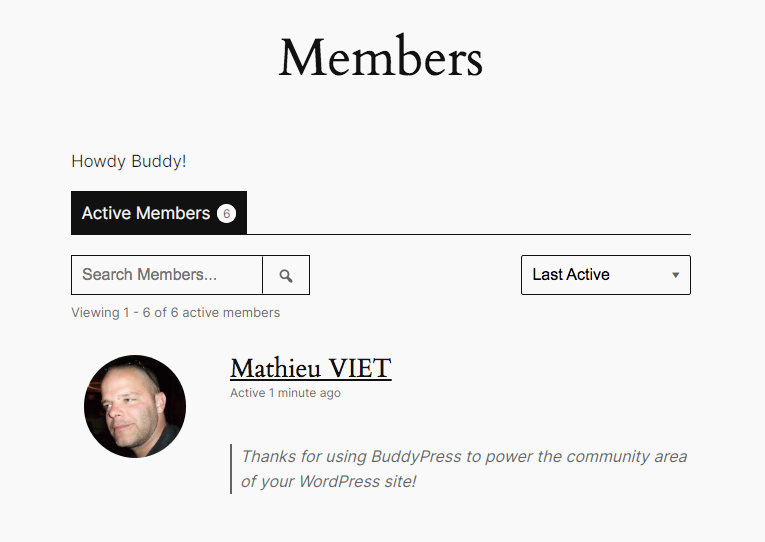 Members
Howdy Buddy!
Active Members 6
Search Members...
Last Active
Viewing 1 - 6 of 6 active members
Mathieu VIET
Active 1 minute ago
Thanks for using BuddyPress to power the community area
of your WordPress site!